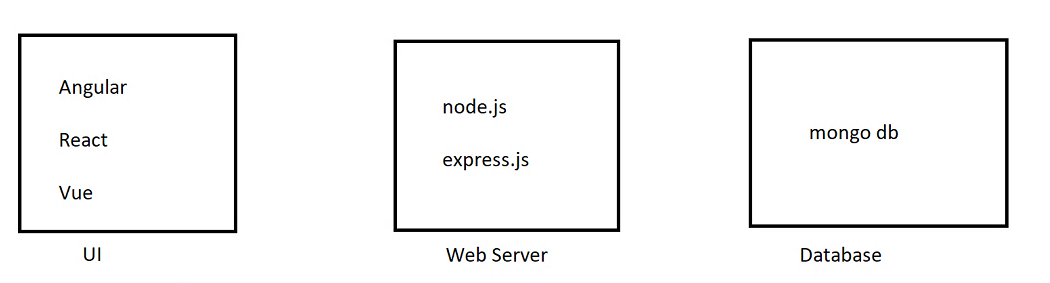 Angular
React
Vue
UI
node.js
express.js
Web Server
mongo db
Database